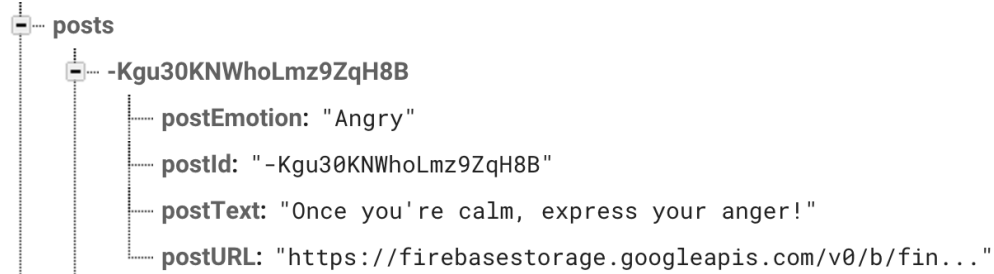 posts
-Kgu30KNWhoLmz9ZqH8B
postEmotion: "Angry"
postId: "-Kgu30KNWhoLmz9ZqH8B"
postText: "Once you're calm, express your anger!"
postURL: "https://firebasestorage.googleapis.com/v0/b/fin..."